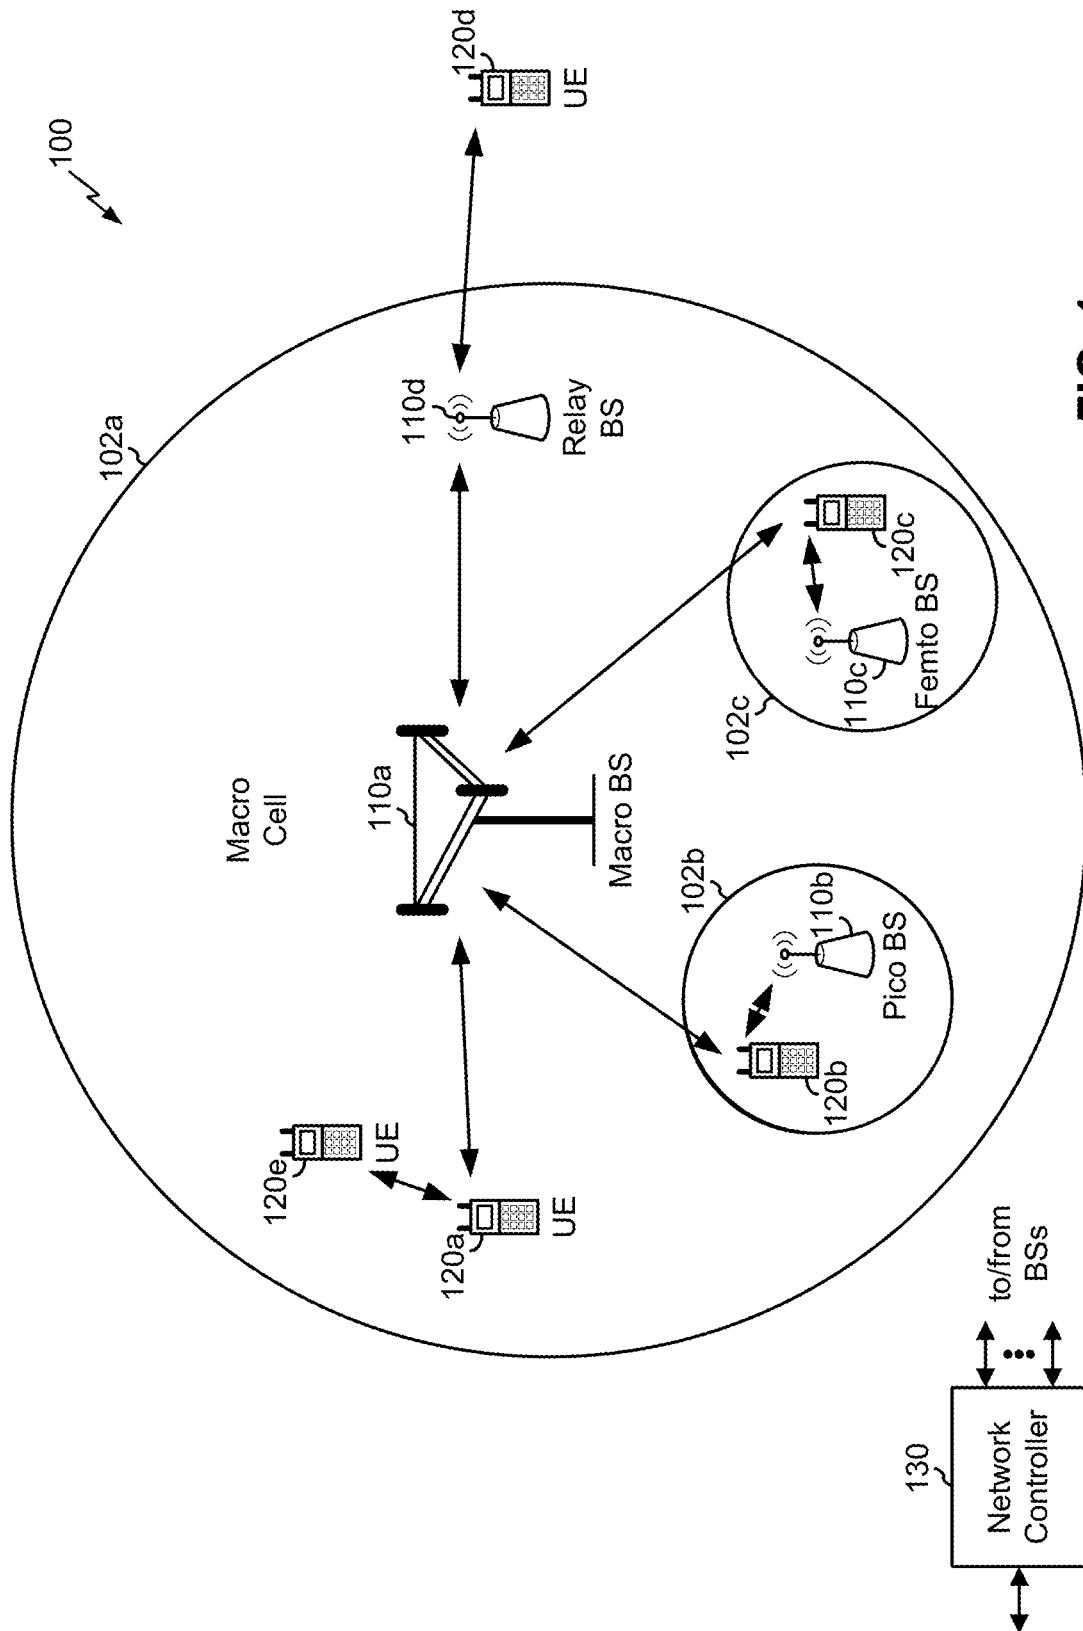 100
102a
Macro
Cell
110a
110d
120d
UE
Relay
BS
120e
UE
120a
UE
Macro BS
102b
110b
Pico BS
120b
102c
110c
Femto BS
120c
130
Network
Controller
to/from
BSs